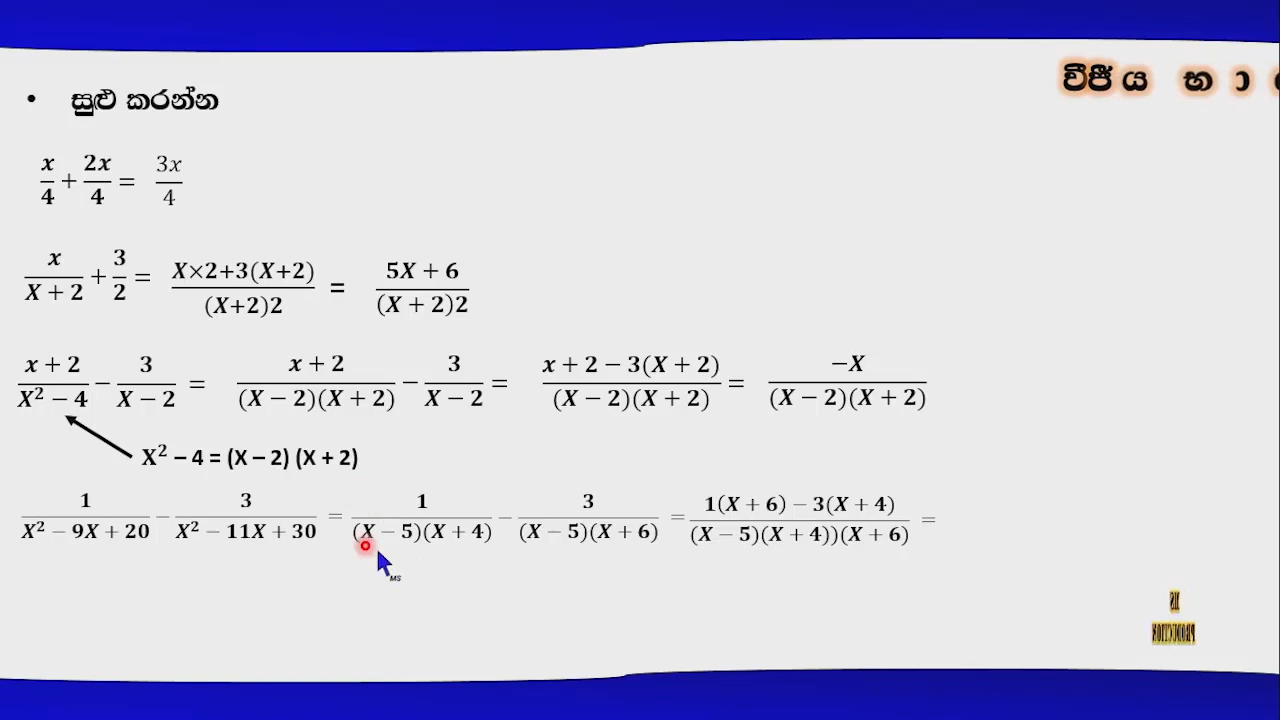 වීජීය භා
• සුළු කරන්න
x/4 + 2x/4 = 3x/4
x/(X + 2) + 3/2 = (X×2+3(X+2))/((X+2)2) = (5X + 6)/((X + 2)2)
(x + 2)/(X² − 4) − 3/(X − 2) = (x + 2)/((X − 2)(X + 2)) − 3/(X − 2) = (x + 2 − 3(X + 2))/((X − 2)(X + 2)) = −X/((X − 2)(X + 2))
X² – 4 = (X – 2) (X + 2)
1/(X² − 9X + 20) − 3/(X² − 11X + 30) = 1/((X − 5)(X + 4)) − 3/((X − 5)(X + 6)) = (1(X + 6) − 3(X + 4))/((X − 5)(X + 4))(X + 6) =
MS
PRODUCTION